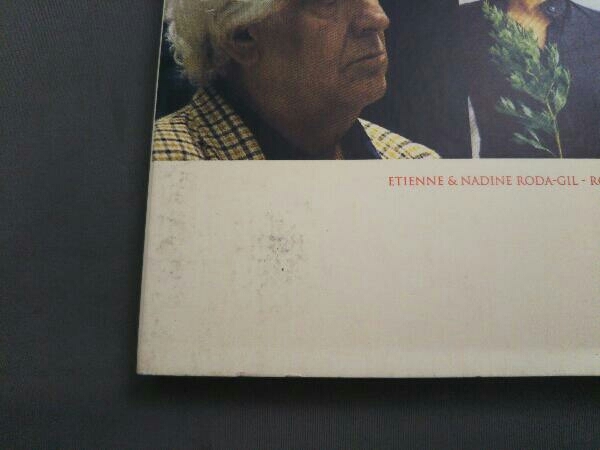 ETIENNE & NADINE RODA-GIL -